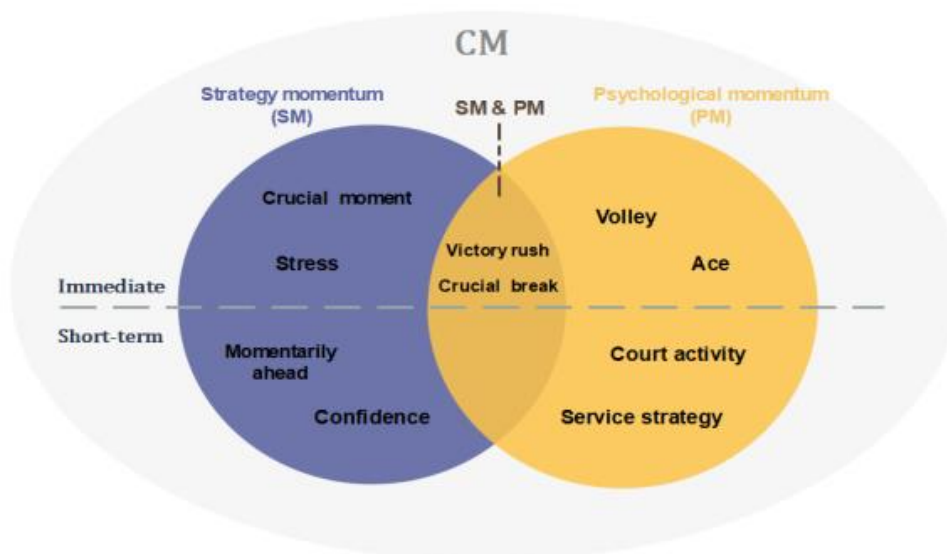 CM
Strategy momentum
(SM)
SM & PM
Psychological momentum
(PM)
Crucial moment
Stress
Victory rush
Crucial break
Volley
Ace
Immediate
Short-term
Momentarily
ahead
Confidence
Court activity
Service strategy